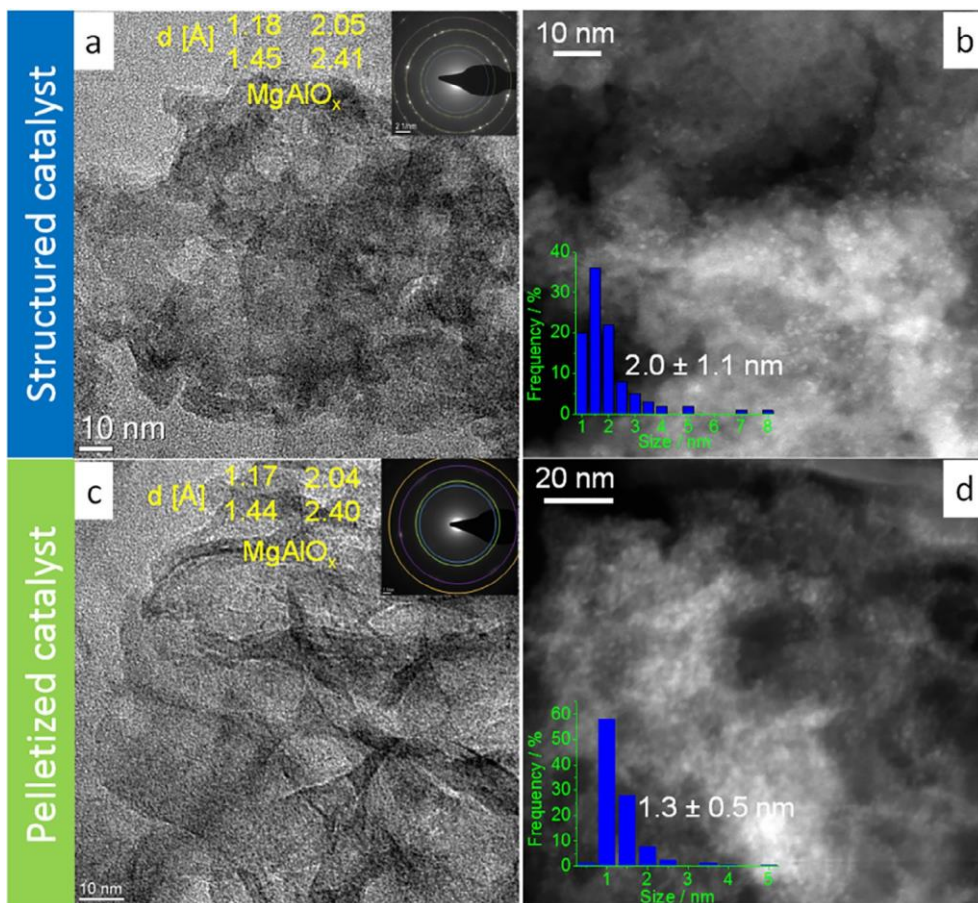 Structured catalyst
a
d [A] 1.18 2.05
1.45 2.41
MgAlOx
10 nm
10 nm
b
40
30
20
10
0
Frequency / %
2.0 ± 1.1 nm
1 2 3 4 5 6 7 8
Size / nm
Pelletized catalyst
c
d [A] 1.17 2.04
1.44 2.40
MgAlOx
10 nm
20 nm
d
60
50
40
30
20
10
0
Frequency / %
1.3 ± 0.5 nm
1 2 3 4 5
Size / nm